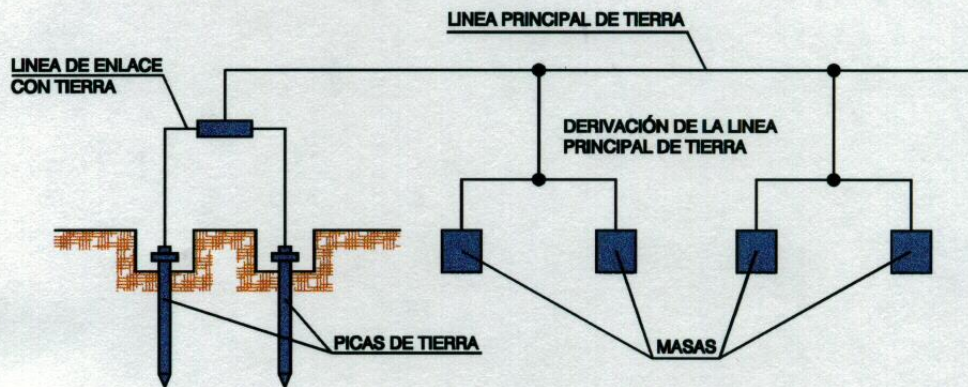 LINEA PRINCIPAL DE TIERRA
LINEA DE ENLACE
CON TIERRA
DERIVACIÓN DE LA LINEA
PRINCIPAL DE TIERRA
PICAS DE TIERRA
MASAS